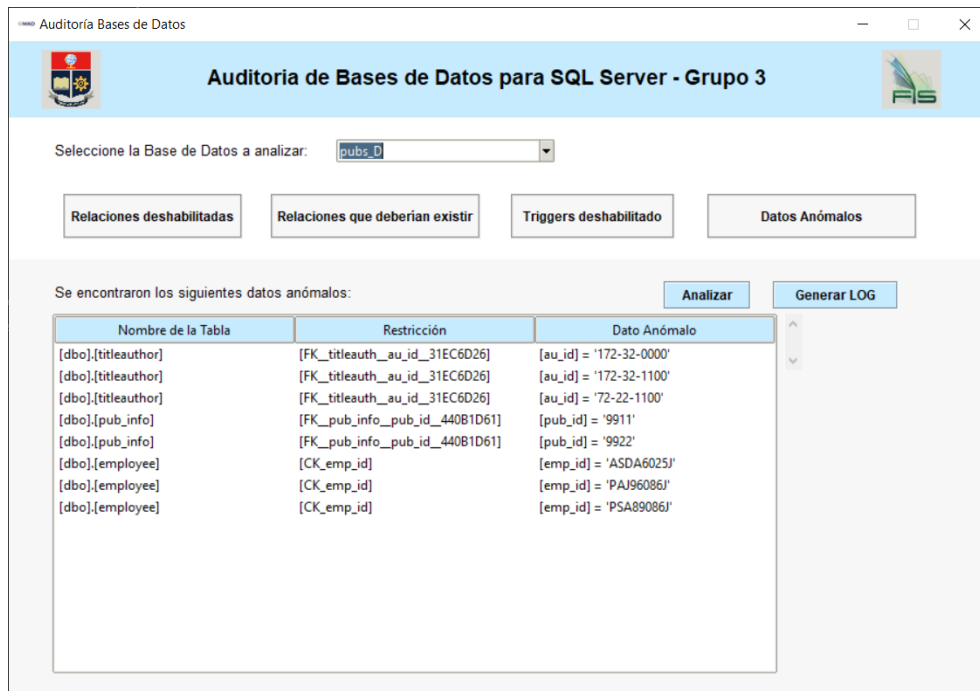 Auditoría Bases de Datos
Auditoria de Bases de Datos para SQL Server - Grupo 3
FIS
Seleccione la Base de Datos a analizar: pubs_D
Relaciones deshabilitadas Relaciones que deberían existir Triggers deshabilitado Datos Anómalos
Se encontraron los siguientes datos anómalos: Analizar Generar LOG
Nombre de la Tabla Restricción Dato Anómalo
[dbo].[titleauthor] [FK__titleauth__au_id__31EC6D26] [au_id] = '172-32-0000'
[dbo].[titleauthor] [FK__titleauth__au_id__31EC6D26] [au_id] = '172-32-1100'
[dbo].[titleauthor] [FK__titleauth__au_id__31EC6D26] [au_id] = '72-22-1100'
[dbo].[pub_info] [FK__pub_info__pub_id__440B1D61] [pub_id] = '9911'
[dbo].[pub_info] [FK__pub_info__pub_id__440B1D61] [pub_id] = '9922'
[dbo].[employee] [CK_emp_id] [emp_id] = 'ASDA6025J'
[dbo].[employee] [CK_emp_id] [emp_id] = 'PAJ96086J'
[dbo].[employee] [CK_emp_id] [emp_id] = 'PSA89086J'